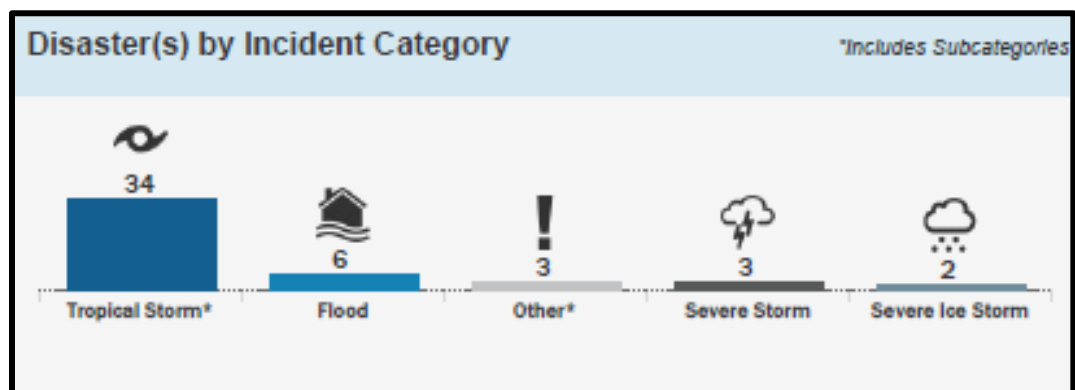 Disaster(s) by Incident Category
*Includes Subcategories
34
6
3
3
2
Tropical Storm*
Flood
Other*
Severe Storm
Severe Ice Storm